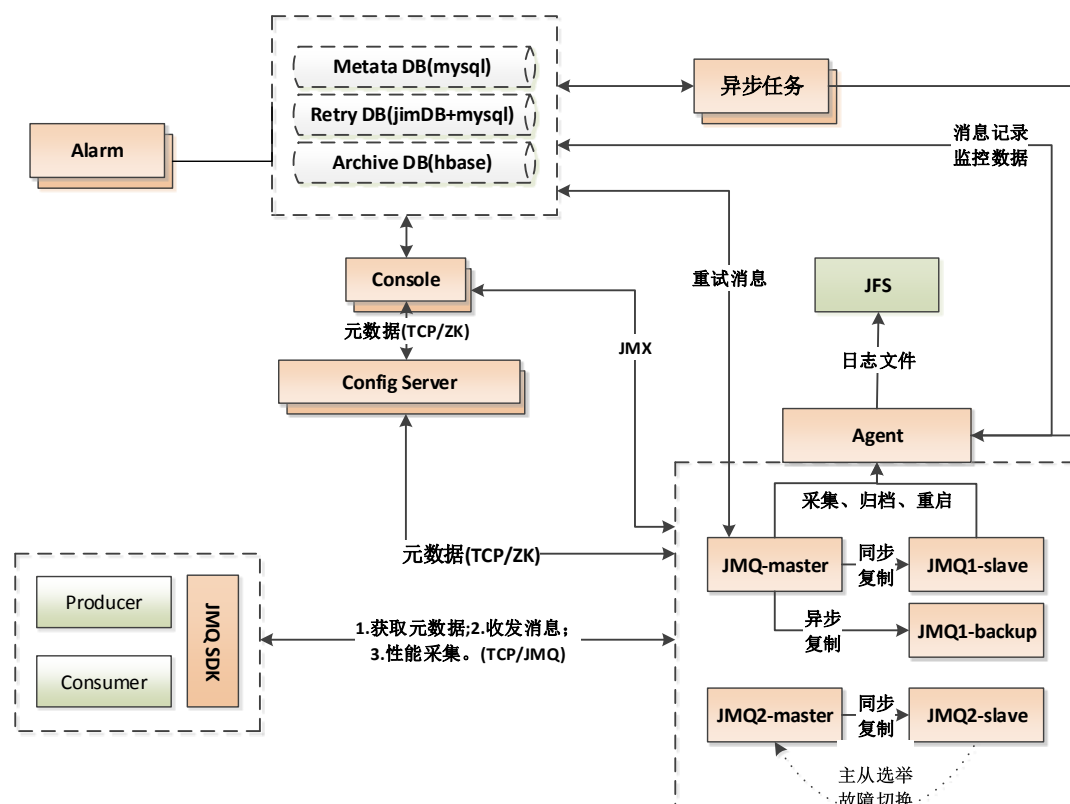 Metata DB(mysql)
Retry DB(jimDB+mysql)
Archive DB(hbase)
异步任务
Alarm
消息记录
监控数据
Console
重试消息
JFS
元数据(TCP/ZK)
JMX
日志文件
Config Server
Agent
采集、归档、重启
元数据(TCP/ZK)
JMQ-master
同步
复制
JMQ1-slave
Producer
Consumer
JMQ SDK
1.获取元数据;2.收发消息；
3.性能采集。(TCP/JMQ)
异步
复制
JMQ1-backup
JMQ2-master
同步
复制
JMQ2-slave
主从选举
故障切换